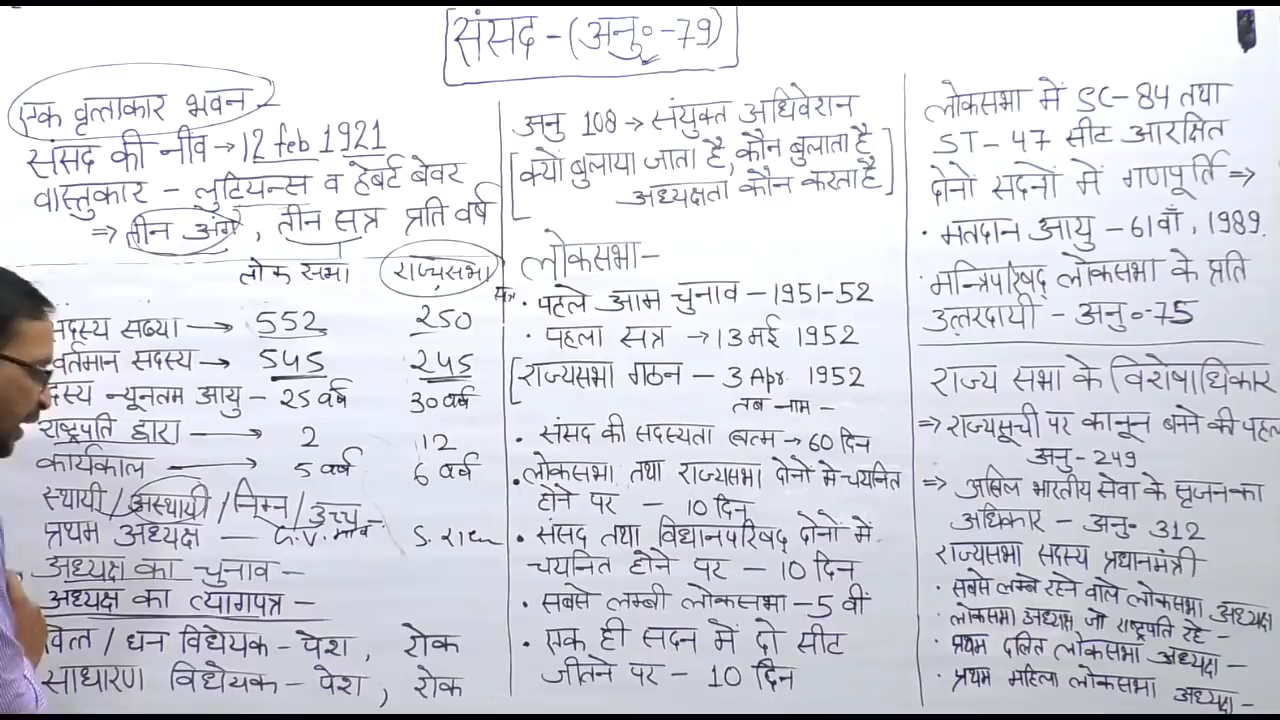 संसद - (अनु० - 79)
एक वृत्ताकार भवन -
संसद की नींव → 12 feb 1921
वास्तुकार - लुटियन्स व हेबर्ट बेवर
⇒ तीन अंग, तीन सत्र प्रति वर्ष
लोक सभा राज्यसभा
सदस्य संख्या → 552 250
वर्तमान सदस्य → 545 245
सदस्य न्यूनतम आयु - 25 वर्ष 30 वर्ष
राष्ट्रपति द्वारा → 2 12
कार्यकाल → 5 वर्ष 6 वर्ष
स्थायी / अस्थायी / निम्न / उच्च -
प्रथम अध्यक्ष - G.V. S.
अध्यक्ष का चुनाव -
अध्यक्ष का त्यागपत्र -
वित्त / धन विधेयक - पेश, रोक
साधारण विधेयक - पेश, रोक
अनु 108 → संयुक्त अधिवेशन
[क्यों बुलाया जाता है, कौन बुलाता है
अध्यक्षता कौन करता है]
लोकसभा -
• पहले आम चुनाव - 1951-52
• पहला सत्र → 13 मई 1952
[राज्यसभा गठन - 3 Apr. 1952
तब नाम -
• संसद की सदस्यता खत्म → 60 दिन
• लोकसभा तथा राज्यसभा दोनों मे चयनित
होने पर - 10 दिन
• संसद तथा विधानपरिषद् दोनों में
चयनित होने पर - 10 दिन
• सबसे लम्बी लोकसभा - 5 वीं
• एक ही सदन में दो सीट
जीतने पर - 10 दिन
लोकसभा में SC - 84 तथा
ST - 47 सीट आरक्षित
दोनों सदनों में गणपूर्ति ⇒
• मतदान आयु - 61वाँ, 1989.
• मन्त्रिपरिषद् लोकसभा के प्रति
उत्तरदायी - अनु० - 75
राज्य सभा के विशेषाधिकार
⇒ राज्यसूची पर कानून बनने की पहल
अनु - 249
⇒ अखिल भारतीय सेवा के सृजन का
अधिकार - अनु० 312
राज्यसभा सदस्य प्रधानमंत्री
• सबसे लम्बे रहने वाले लोकसभा अध्यक्ष
• लोकसभा अध्यक्ष जो राष्ट्रपति रहे -
• प्रथम दलित लोकसभा अध्यक्ष -
• प्रथम महिला लोकसभा अध्यक्ष -